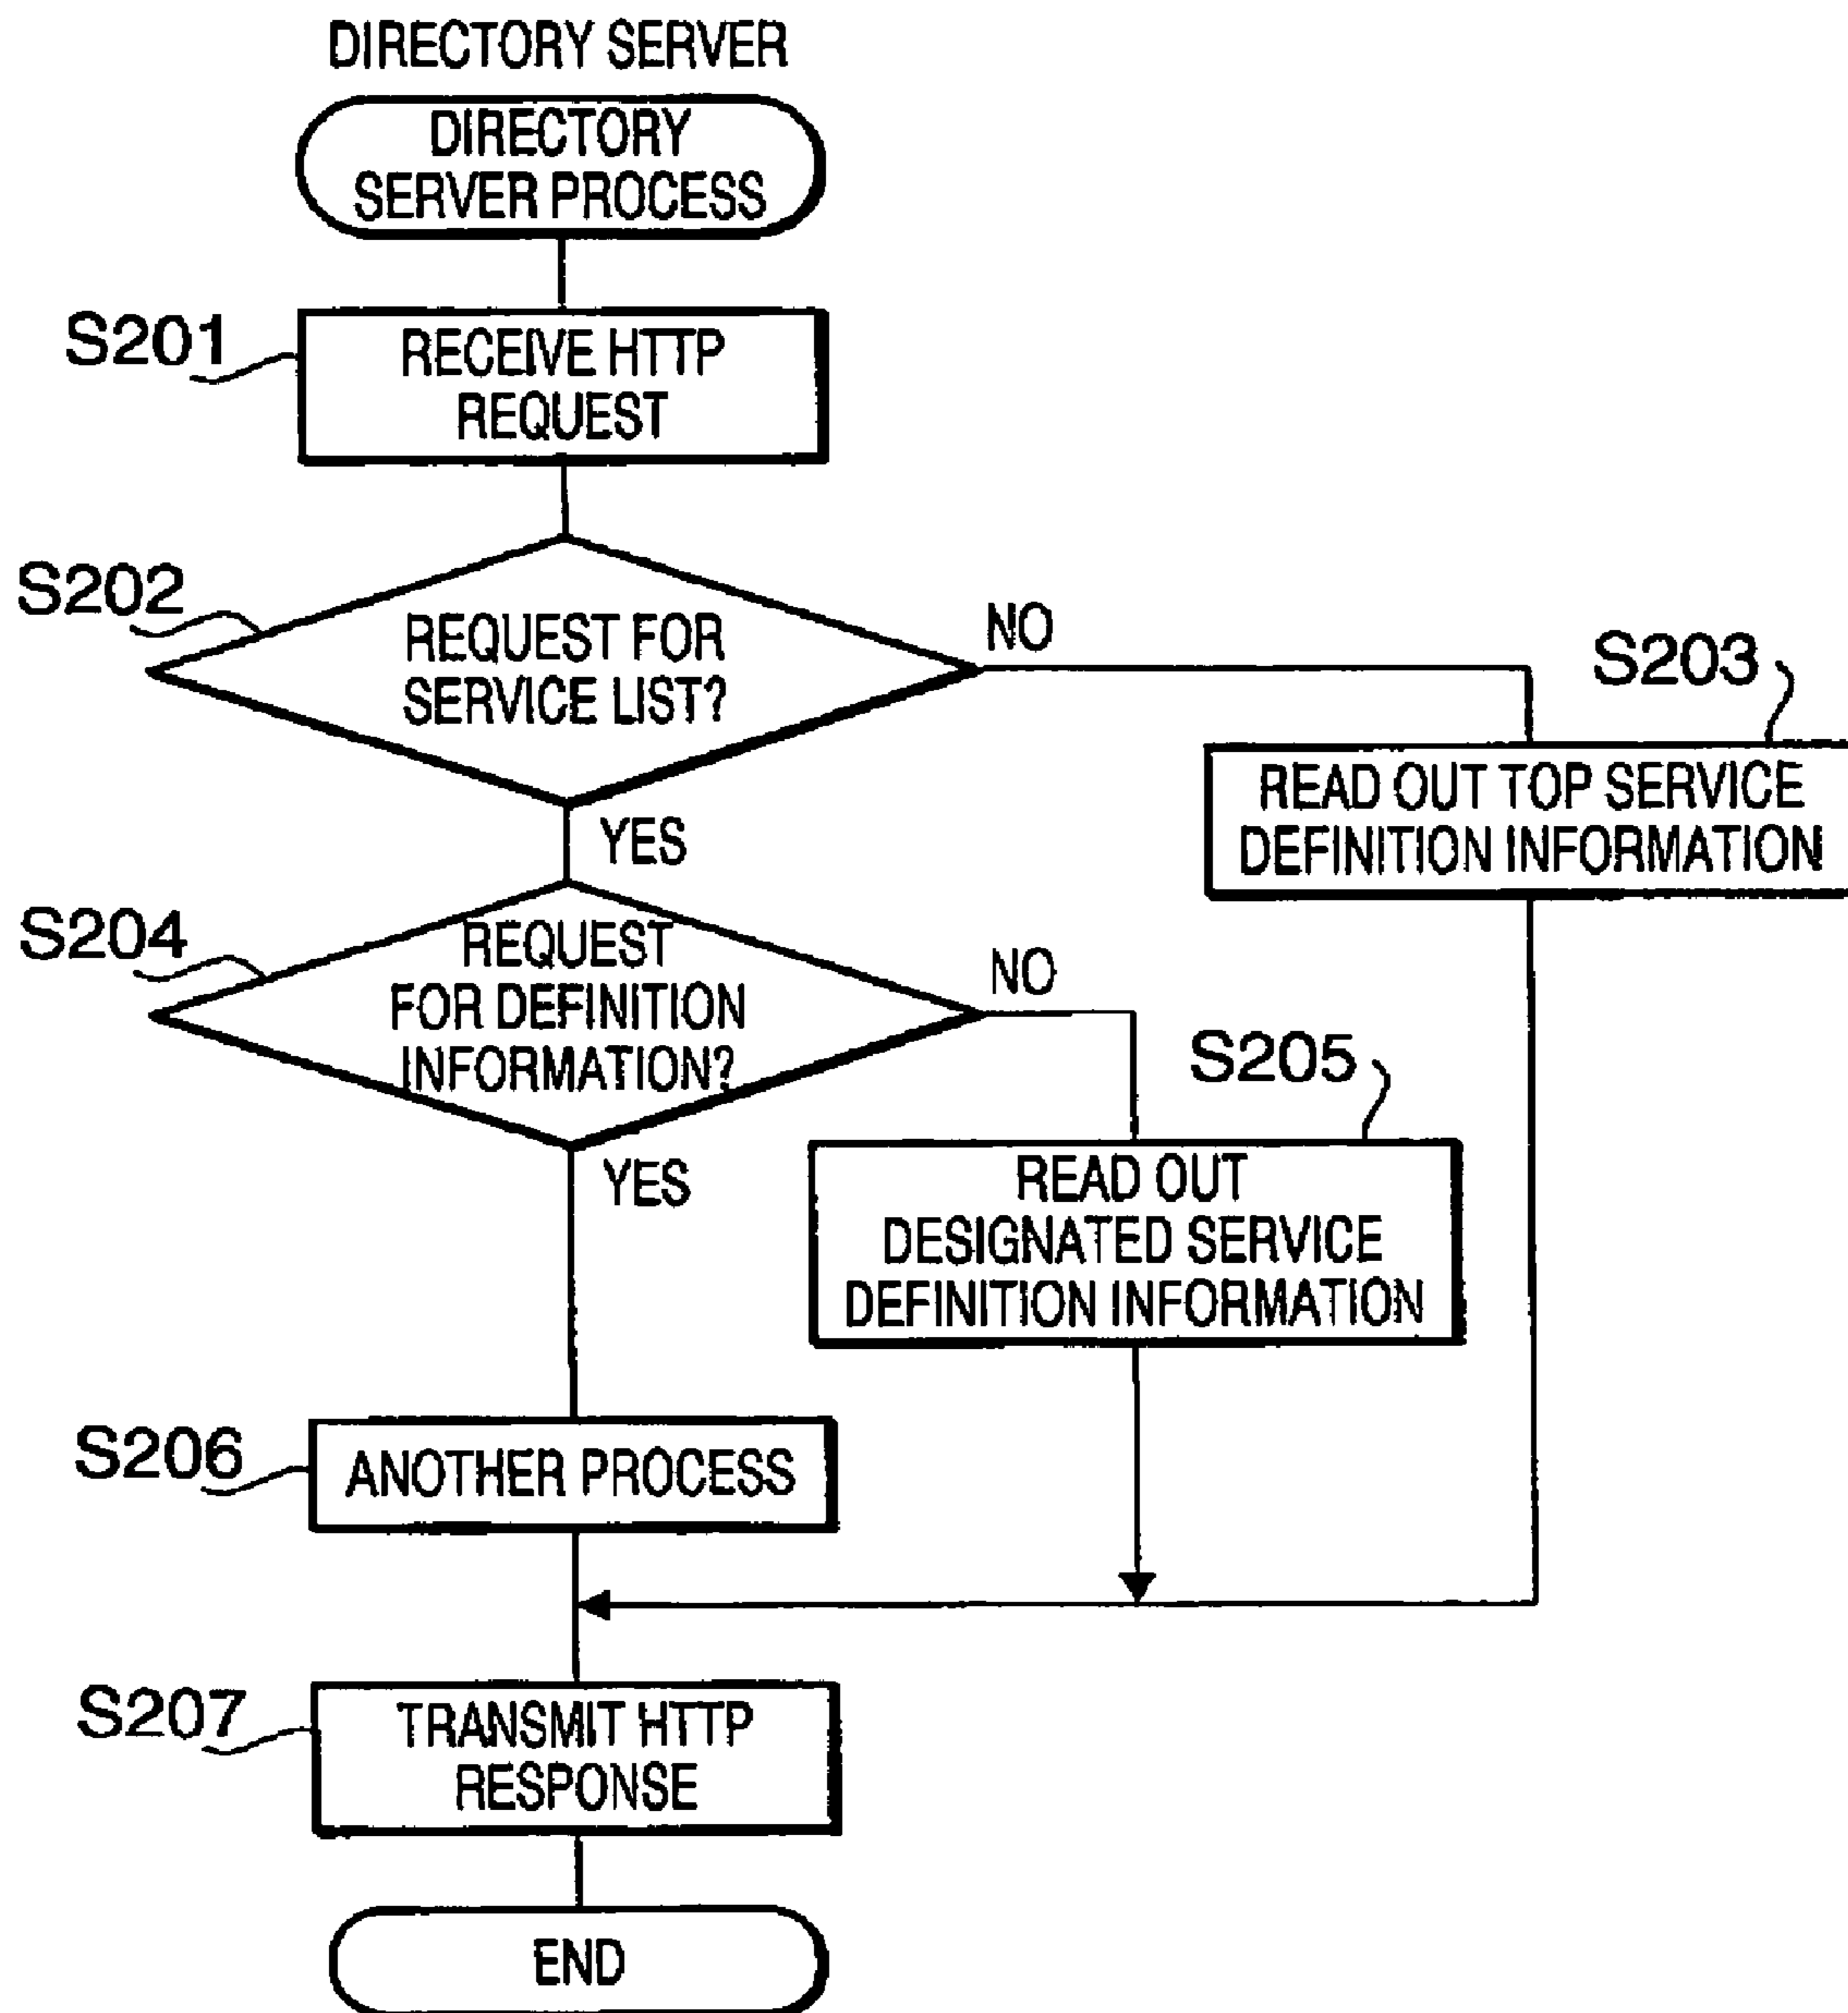 DIRECTORY SERVER
DIRECTORY
SERVER PROCESS
S201
RECEIVE HTTP
REQUEST
S202
REQUEST FOR
SERVICE LIST?
NO
S203
READ OUT TOP SERVICE
DEFINITION INFORMATION
YES
S204
REQUEST
FOR DEFINITION
INFORMATION?
NO
S205
READ OUT
DESIGNATED SERVICE
DEFINITION INFORMATION
YES
S206
ANOTHER PROCESS
S207
TRANSMIT HTTP
RESPONSE
END